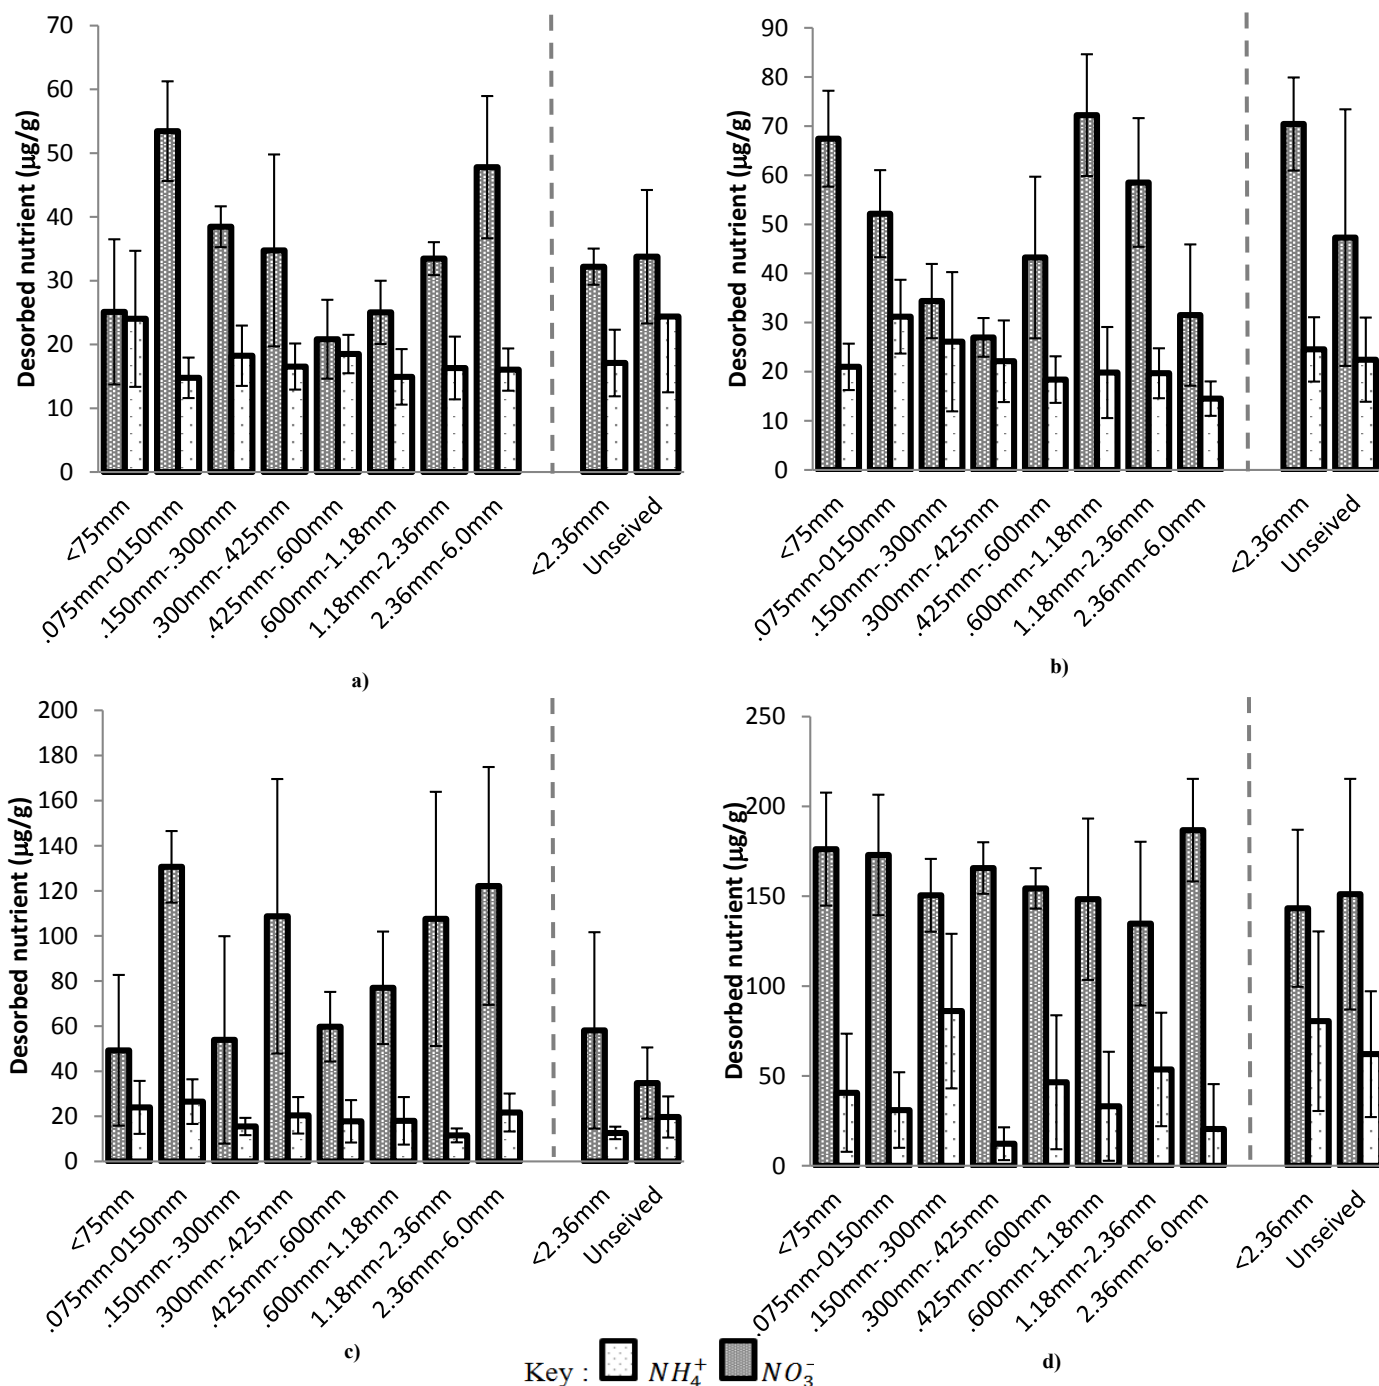 70
60
50
40
30
20
10
0
Desorbed nutrient (µg/g)
<75mm
.075mm-0150mm
.150mm-.300mm
.300mm-.425mm
.425mm-.600mm
.600mm-1.18mm
1.18mm-2.36mm
2.36mm-6.0mm
<2.36mm
Unseived
a)
90
80
70
60
50
40
30
20
10
0
Desorbed nutrient (µg/g)
<75mm
.075mm-0150mm
.150mm-.300mm
.300mm-.425mm
.425mm-.600mm
.600mm-1.18mm
1.18mm-2.36mm
2.36mm-6.0mm
<2.36mm
Unseived
b)
200
180
160
140
120
100
80
60
40
20
0
Desorbed nutrient (µg/g)
<75mm
.075mm-0150mm
.150mm-.300mm
.300mm-.425mm
.425mm-.600mm
.600mm-1.18mm
1.18mm-2.36mm
2.36mm-6.0mm
<2.36mm
Unseived
c)
250
200
150
100
50
0
Desorbed nutrient (µg/g)
<75mm
.075mm-0150mm
.150mm-.300mm
.300mm-.425mm
.425mm-.600mm
.600mm-1.18mm
1.18mm-2.36mm
2.36mm-6.0mm
<2.36mm
Unseived
d)
Key : NH₄⁺ NO₃⁻